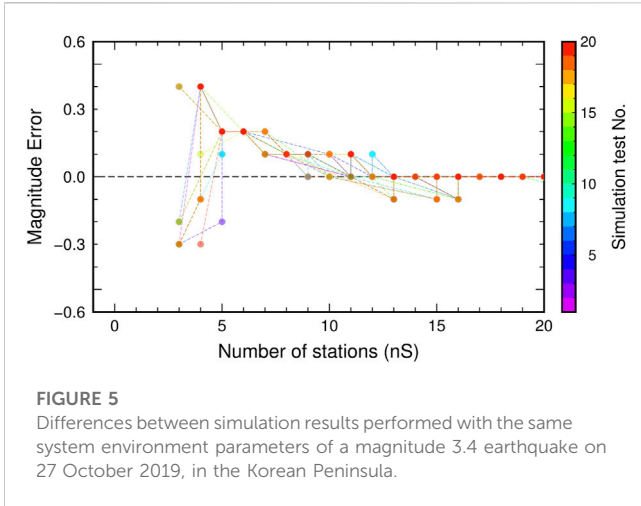 0.6
0.3
0.0
−0.3
−0.6
Magnitude Error
0
5
10
15
20
Number of stations (nS)
20
15
10
5
Simulation test No.
FIGURE 5
Differences between simulation results performed with the same
system environment parameters of a magnitude 3.4 earthquake on
27 October 2019, in the Korean Peninsula.